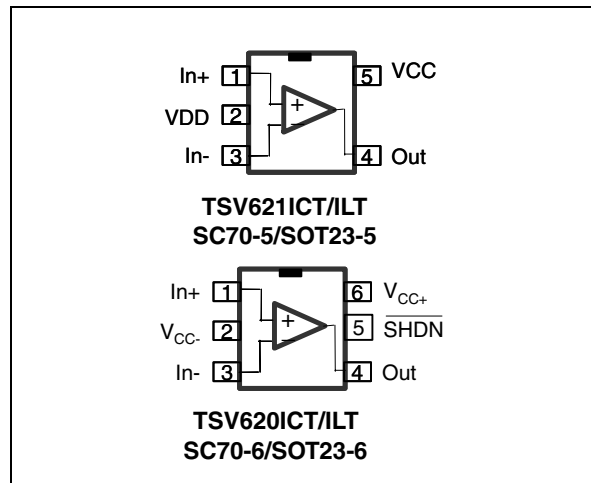 In+ 1 5 VCC
VDD 2 +
In- 3 4 Out
TSV621ICT/ILT
SC70-5/SOT23-5
In+ 1 6 VCC+
VCC- 2 + 5 SHDN
In- 3 4 Out
TSV620ICT/ILT
SC70-6/SOT23-6